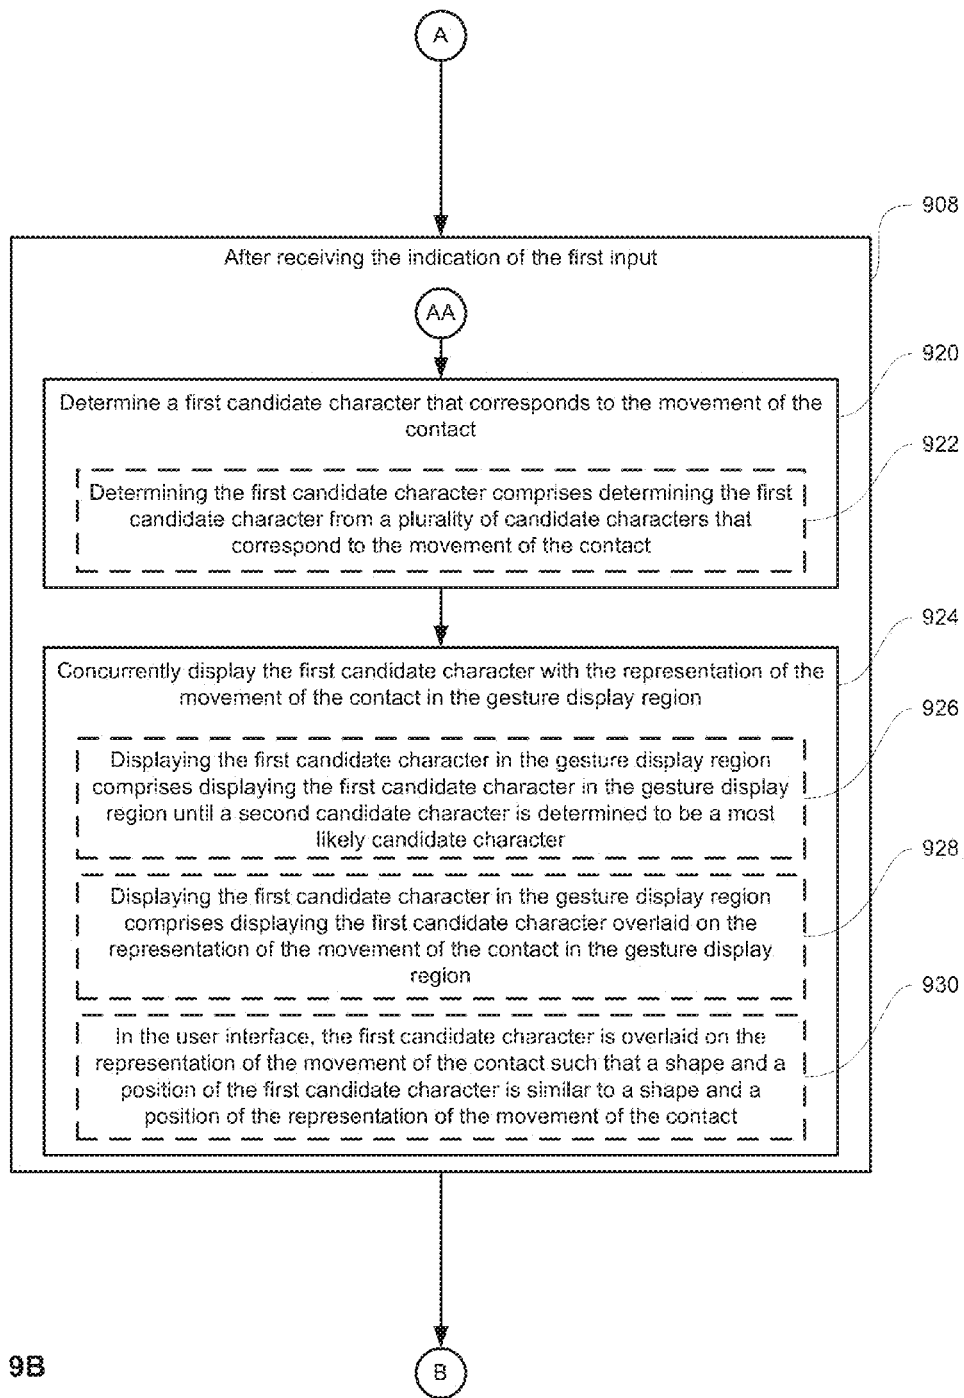 A
908
After receiving the indication of the first input
AA
920
Determine a first candidate character that corresponds to the movement of the
contact
922
Determining the first candidate character comprises determining the first
candidate character from a plurality of candidate characters that
correspond to the movement of the contact
924
Concurrently display the first candidate character with the representation of the
movement of the contact in the gesture display region
926
Displaying the first candidate character in the gesture display region
comprises displaying the first candidate character in the gesture display
region until a second candidate character is determined to be a most
likely candidate character
928
Displaying the first candidate character in the gesture display region
comprises displaying the first candidate character overlaid on the
representation of the movement of the contact in the gesture display
region
930
In the user interface, the first candidate character is overlaid on the
representation of the movement of the contact such that a shape and a
position of the first candidate character is similar to a shape and a
position of the representation of the movement of the contact
9B
B